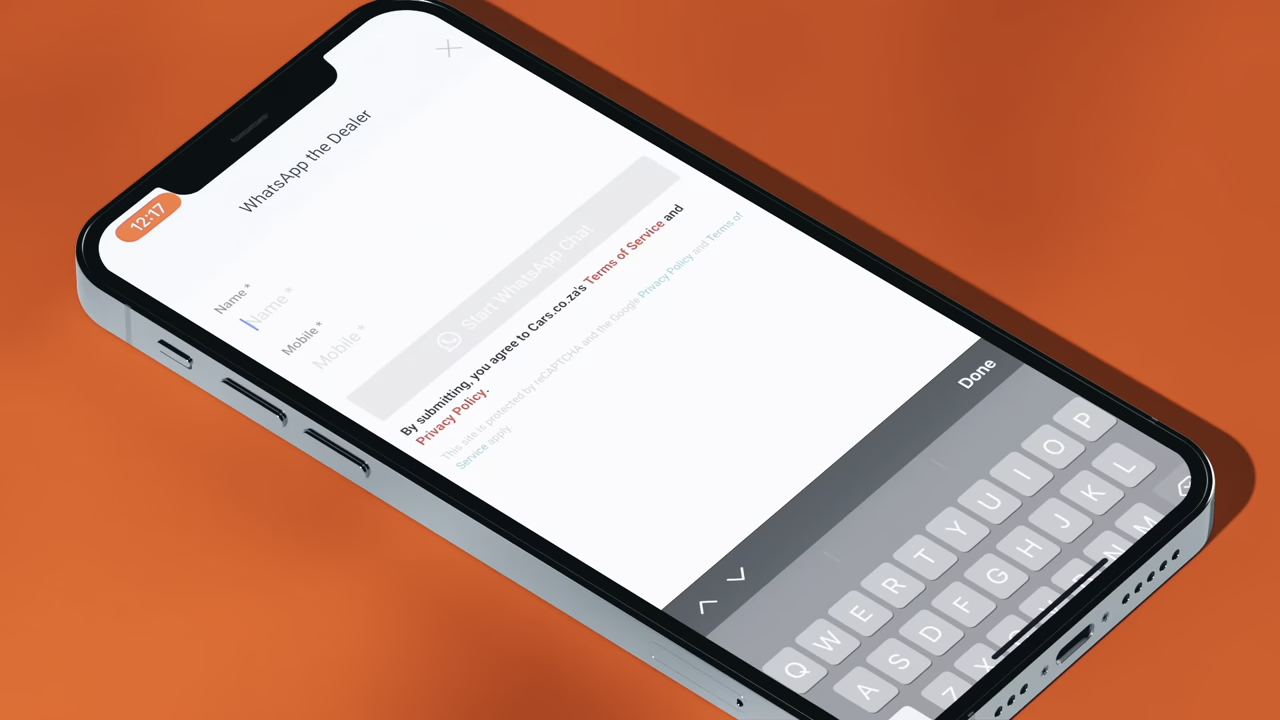 12:17
WhatsApp the Dealer
Name *
Name *
Mobile *
Mobile *
Start WhatsApp Chat
By submitting, you agree to Cars.co.za's Terms of Service and
Privacy Policy.
This site is protected by reCAPTCHA and the Google Privacy Policy and Terms of
Service apply.
Done
Q W E R T Y U I O P
A S D F G H J K L
Z X C V B N M